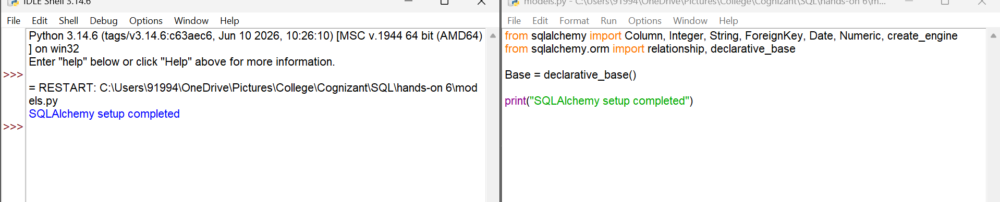 IDLE Shell 3.14.6
File Edit Shell Debug Options Window Help
Python 3.14.6 (tags/v3.14.6:c63aec6, Jun 10 2026, 10:26:10) [MSC v.1944 64 bit (AMD64)
] on win32
Enter "help" below or click "Help" above for more information.
>>>
= RESTART: C:\Users\91994\OneDrive\Pictures\College\Cognizant\SQL\hands-on 6\mod
els.py
SQLAlchemy setup completed
>>>
models.py - C:\Users\91994\OneDrive\Pictures\College\Cognizant\SQL\hands-on 6\m...
File Edit Format Run Options Window Help
from sqlalchemy import Column, Integer, String, ForeignKey, Date, Numeric, create_engine
from sqlalchemy.orm import relationship, declarative_base
Base = declarative_base()
print("SQLAlchemy setup completed")